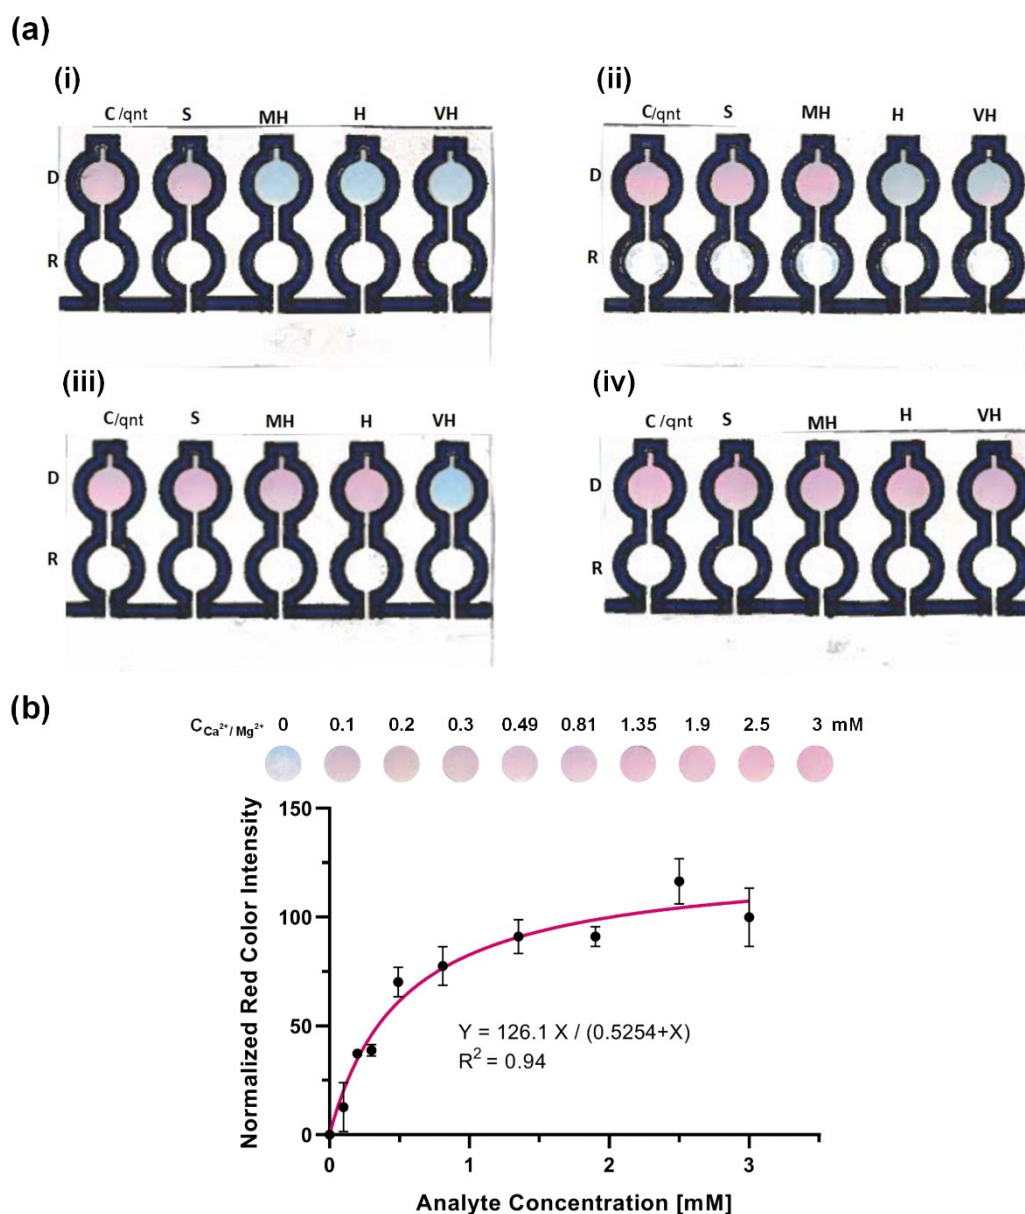 (a)
(i)
C/qnt S MH H VH
D
R
(ii)
C/qnt S MH H VH
D
R
(iii)
C/qnt S MH H VH
D
R
(iv)
C/qnt S MH H VH
D
R
(b)
C Ca²⁺/ Mg²⁺ 0 0.1 0.2 0.3 0.49 0.81 1.35 1.9 2.5 3 mM
Normalized Red Color Intensity
150
100
50
0
Y = 126.1 X / (0.5254+X)
R² = 0.94
0 1 2 3
Analyte Concentration [mM]